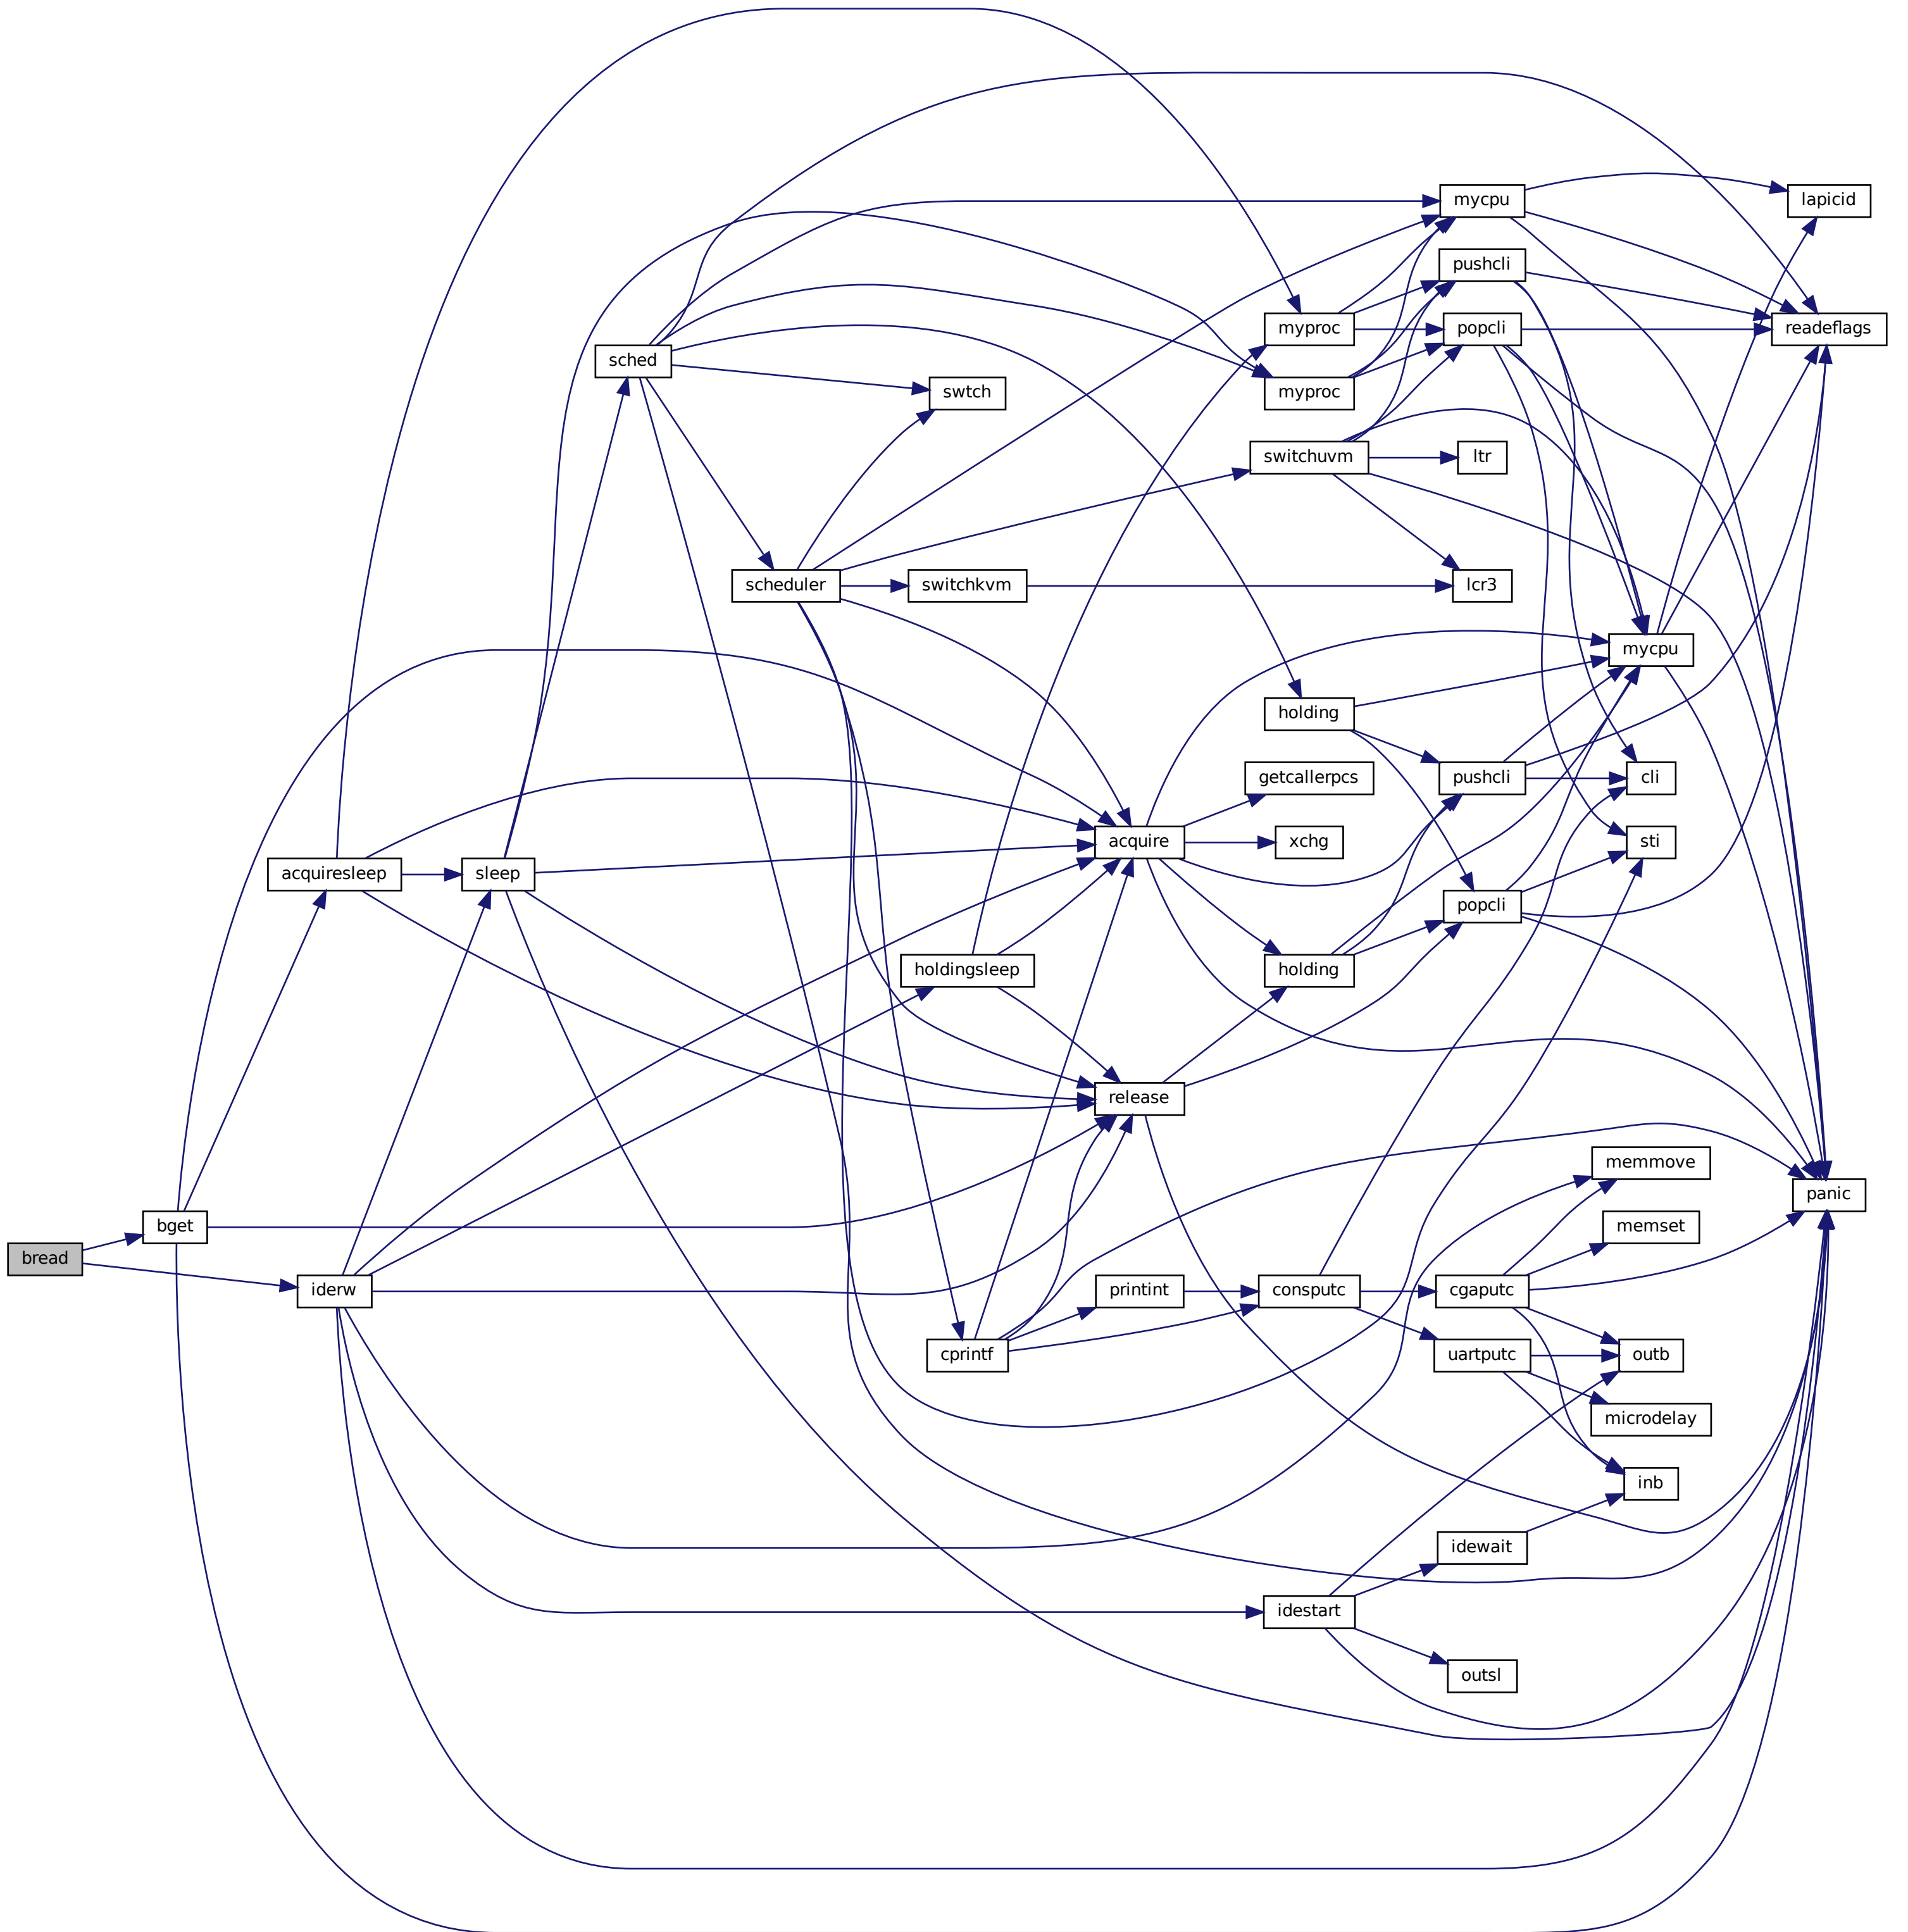 mycpu
lapicid
pushcli
myproc
popcli
readeflags
sched
swtch
myproc
switchuvm
ltr
scheduler
switchkvm
lcr3
mycpu
holding
getcallerpcs
pushcli
cli
acquire
xchg
sti
acquiresleep
sleep
popcli
holdingsleep
holding
release
memmove
panic
bget
memset
bread
iderw
printint
consputc
cgaputc
cprintf
uartputc
outb
microdelay
inb
idewait
idestart
outsl